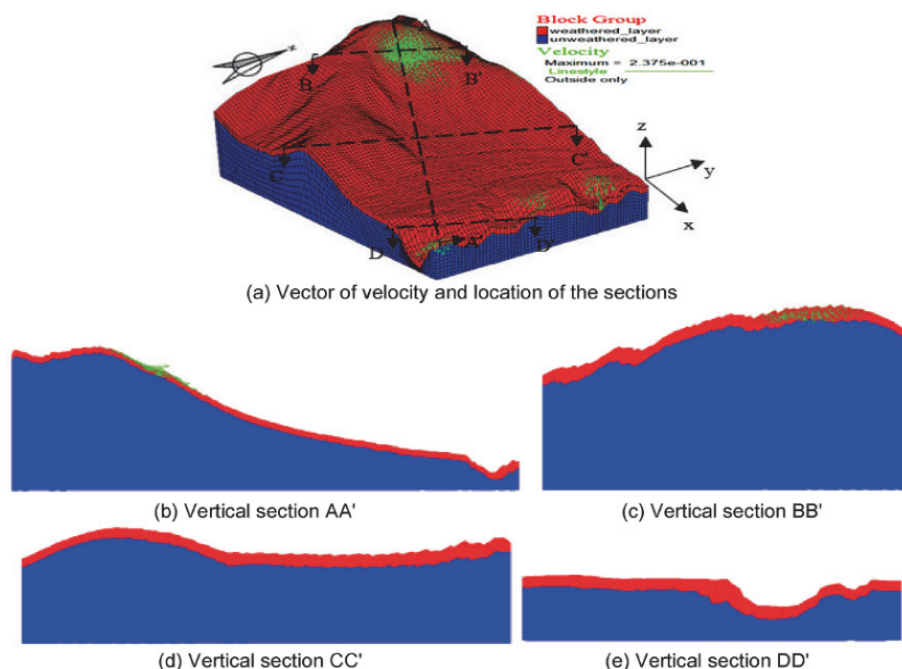 Block Group
weathered_layer
unweathered_layer
Velocity
Maximum = 2.375e-001
Linestyle
Outside only
A
B
B'
C
C'
D
D'
A'
z
z
y
x
(a) Vector of velocity and location of the sections
(b) Vertical section AA'
(c) Vertical section BB'
(d) Vertical section CC'
(e) Vertical section DD'